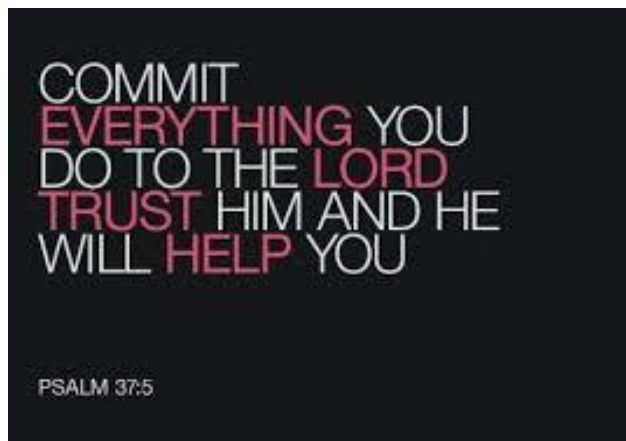 COMMIT
EVERYTHING YOU
DO TO THE LORD
TRUST HIM AND HE
WILL HELP YOU
PSALM 37:5